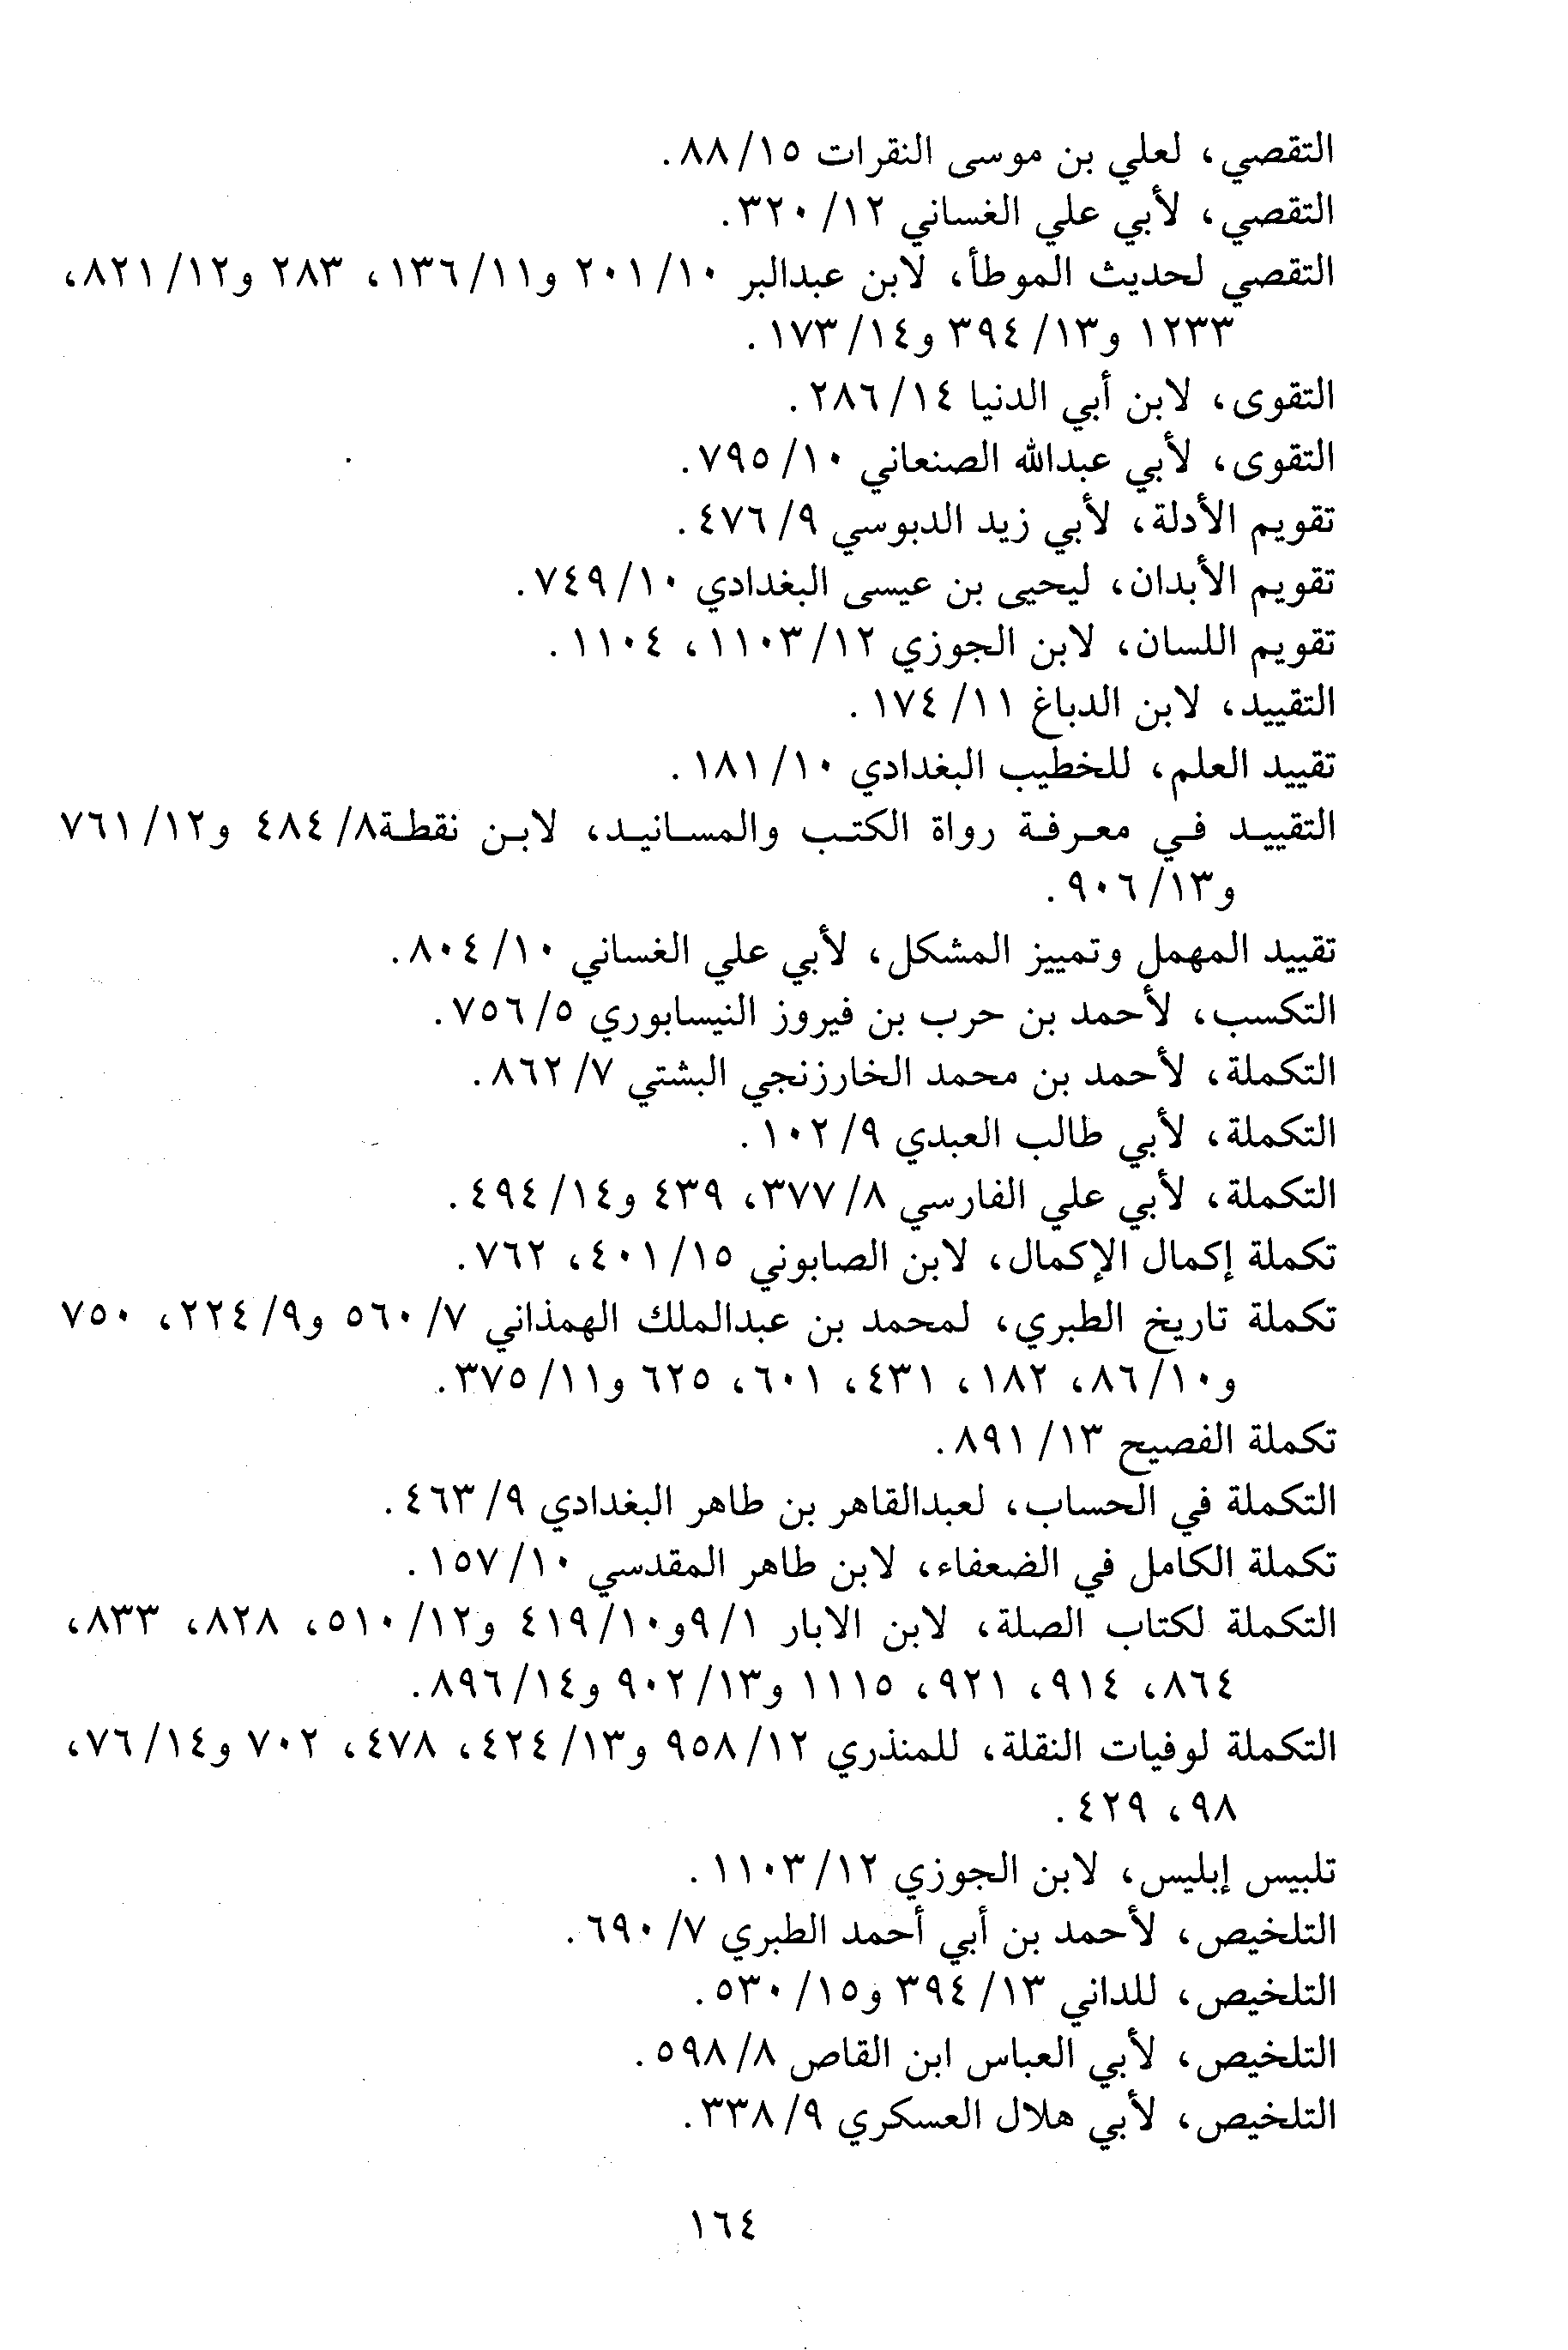 التقصي، لعلي بن موسى النقرات ١٥/ ٨٨.
التقصي، لأبي علي الغساني ١٢/ ٣٢٠.
التقصي لحديث الموطأ، لابن عبدالبر ١٠/ ٢٠١ و١١/ ١٣٦، ٢٨٣ و١٢/ ٨٢١،
١٢٣٣ و١٣/ ٣٩٤ و١٤/ ١٧٣.
التقوى، لابن أبي الدنيا ١٤/ ٢٨٦.
التقوى، لأبي عبدالله الصنعاني ١٠/ ٧٩٥.
تقويم الأدلة، لأبي زيد الدبوسي ٩/ ٤٧٦.
تقويم الأبدان، ليحيى بن عيسى البغدادي ١٠/ ٧٤٩.
تقويم اللسان، لابن الجوزي ١٢/ ١١٠٣، ١١٠٤.
التقييد، لابن الدباغ ١١/ ١٧٤.
تقييد العلم، للخطيب البغدادي ١٠/ ١٨١.
التقييد في معرفة رواة الكتب والمسانيد، لابن نقطة٨/ ٤٨٤ و١٢/ ٧٦١
و١٣/ ٩٠٦.
تقييد المهمل وتمييز المشكل، لأبي علي الغساني ١٠/ ٨٠٤.
التكسب، لأحمد بن حرب بن فيروز النيسابوري ٥/ ٧٥٦.
التكملة، لأحمد بن محمد الخارزنجي البشتي ٧/ ٨٦٢.
التكملة، لأبي طالب العبدي ٩/ ١٠٢.
التكملة، لأبي علي الفارسي ٨/ ٣٧٧، ٤٣٩ و١٤/ ٤٩٤.
تكملة إكمال الإكمال، لابن الصابوني ١٥/ ٤٠١، ٧٦٢.
تكملة تاريخ الطبري، لمحمد بن عبدالملك الهمذاني ٧/ ٥٦٠ و٩/ ٢٢٤، ٧٥٠
و١٠/ ٨٦، ١٨٢، ٤٣١، ٦٠١، ٦٢٥ و١١/ ٣٧٥.
تكملة الفصيح ١٣/ ٨٩١.
التكملة في الحساب، لعبدالقاهر بن طاهر البغدادي ٩/ ٤٦٣.
تكملة الكامل في الضعفاء، لابن طاهر المقدسي ١٠/ ١٥٧.
التكملة لكتاب الصلة، لابن الابار ١/ ٩و١٠/ ٤١٩ و١٢/ ٥١٠، ٨٢٨، ٨٣٣،
٨٦٤، ٩١٤، ٩٢١، ١١١٥ و١٣/ ٩٠٢ و١٤/ ٨٩٦.
التكملة لوفيات النقلة، للمنذري ١٢/ ٩٥٨ و١٣/ ٤٢٤، ٤٧٨، ٧٠٢ و١٤/ ٧٦،
٩٨، ٤٢٩.
تلبيس إبليس، لابن الجوزي ١٢/ ١١٠٣.
التلخيص، لأحمد بن أبي أحمد الطبري ٧/ ٦٩٠.
التلخيص، للداني ١٣/ ٣٩٤ و١٥/ ٥٣٠.
التلخيص، لأبي العباس ابن القاص ٨/ ٥٩٨.
التلخيص، لأبي هلال العسكري ٩/ ٣٣٨.
١٦٤